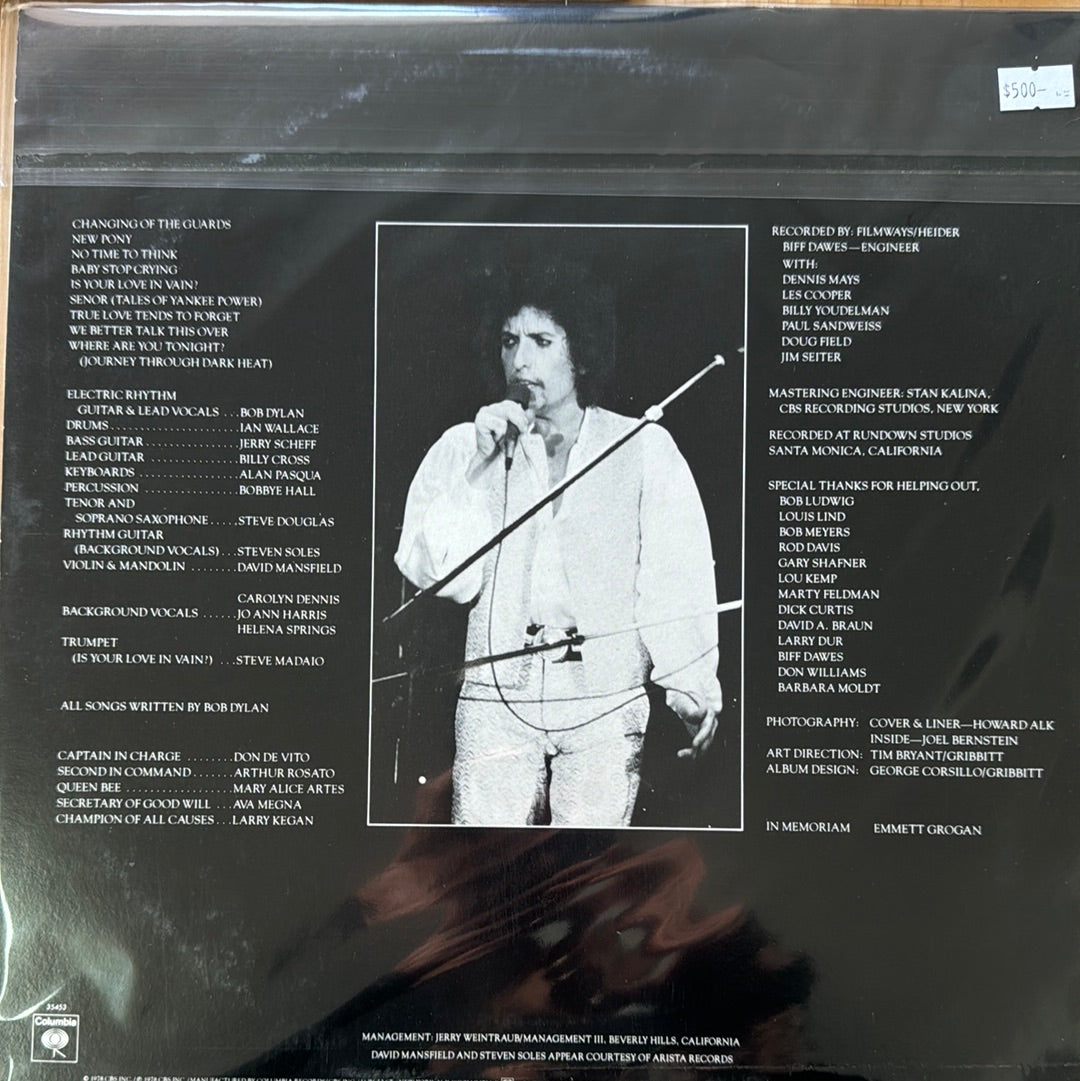 $500-
CHANGING OF THE GUARDS
NEW PONY
NO TIME TO THINK
BABY STOP CRYING
IS YOUR LOVE IN VAIN?
SENOR (TALES OF YANKEE POWER)
TRUE LOVE TENDS TO FORGET
WE BETTER TALK THIS OVER
WHERE ARE YOU TONIGHT?
(JOURNEY THROUGH DARK HEAT)
ELECTRIC RHYTHM
GUITAR & LEAD VOCALS ...BOB DYLAN
DRUMS......................IAN WALLACE
BASS GUITAR................JERRY SCHEFF
LEAD GUITAR ...............BILLY CROSS
KEYBOARDS .................ALAN PASQUA
PERCUSSION ................BOBBYE HALL
TENOR AND
SOPRANO SAXOPHONE.....STEVE DOUGLAS
RHYTHM GUITAR
(BACKGROUND VOCALS)...STEVEN SOLES
VIOLIN & MANDOLIN ........DAVID MANSFIELD
CAROLYN DENNIS
BACKGROUND VOCALS ......JO ANN HARRIS
HELENA SPRINGS
TRUMPET
(IS YOUR LOVE IN VAIN?) ...STEVE MADAIO
ALL SONGS WRITTEN BY BOB DYLAN
CAPTAIN IN CHARGE ........DON DE VITO
SECOND IN COMMAND.......ARTHUR ROSATO
QUEEN BEE ..................MARY ALICE ARTES
SECRETARY OF GOOD WILL ...AVA MEGNA
CHAMPION OF ALL CAUSES...LARRY KEGAN
RECORDED BY: FILMWAYS/HEIDER
BIFF DAWES—ENGINEER
WITH:
DENNIS MAYS
LES COOPER
BILLY YOUDELMAN
PAUL SANDWEISS
DOUG FIELD
JIM SEITER
MASTERING ENGINEER: STAN KALINA,
CBS RECORDING STUDIOS, NEW YORK
RECORDED AT RUNDOWN STUDIOS
SANTA MONICA, CALIFORNIA
SPECIAL THANKS FOR HELPING OUT,
BOB LUDWIG
LOUIS LIND
BOB MEYERS
ROD DAVIS
GARY SHAFNER
LOU KEMP
MARTY FELDMAN
DICK CURTIS
DAVID A. BRAUN
LARRY DUR
BIFF DAWES
DON WILLIAMS
BARBARA MOLDT
PHOTOGRAPHY: COVER & LINER—HOWARD ALK
INSIDE—JOEL BERNSTEIN
ART DIRECTION: TIM BRYANT/GRIBBITT
ALBUM DESIGN: GEORGE CORSILLO/GRIBBITT
IN MEMORIAM EMMETT GROGAN
35453
Columbia
MANAGEMENT: JERRY WEINTRAUB/MANAGEMENT III, BEVERLY HILLS, CALIFORNIA
DAVID MANSFIELD AND STEVEN SOLES APPEAR COURTESY OF ARISTA RECORDS
© 1978 CBS INC./℗ 1978 CBS INC./MANUFACTURED BY COLUMBIA